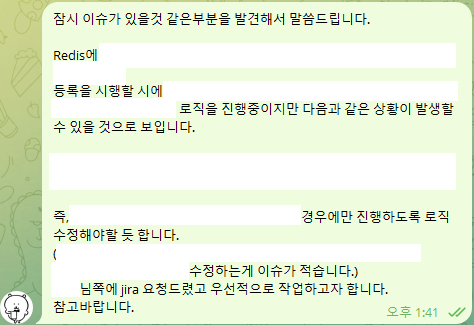 잠시 이슈가 있을것 같은부분을 발견해서 말씀드립니다.
Redis에
등록을 시행할 시에
로직을 진행중이지만 다음과 같은 상황이 발생할
수 있을 것으로 보입니다.
즉, 경우에만 진행하도록 로직
수정해야할 듯 합니다.
(
수정하는게 이슈가 적습니다.)
님쪽에 jira 요청드렸고 우선적으로 작업하고자 합니다.
참고바랍니다.
오후 1:41